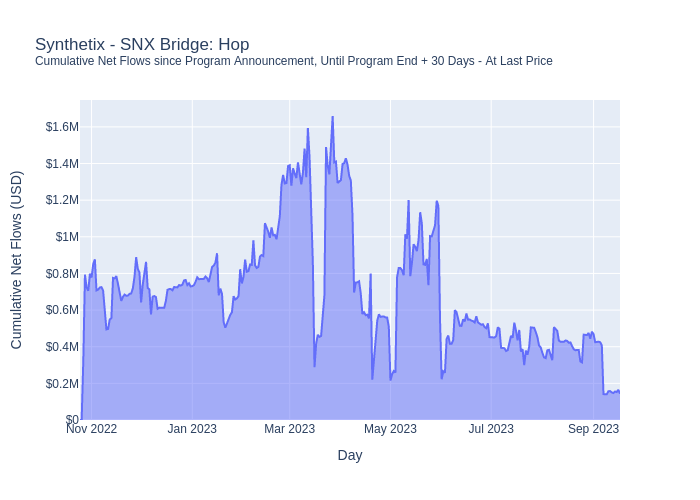 Synthetix - SNX Bridge: Hop
Cumulative Net Flows since Program Announcement, Until Program End + 30 Days - At Last Price
$1.6M
$1.4M
$1.2M
$1M
$0.8M
$0.6M
$0.4M
$0.2M
$0
Cumulative Net Flows (USD)
Nov 2022 Jan 2023 Mar 2023 May 2023 Jul 2023 Sep 2023
Day